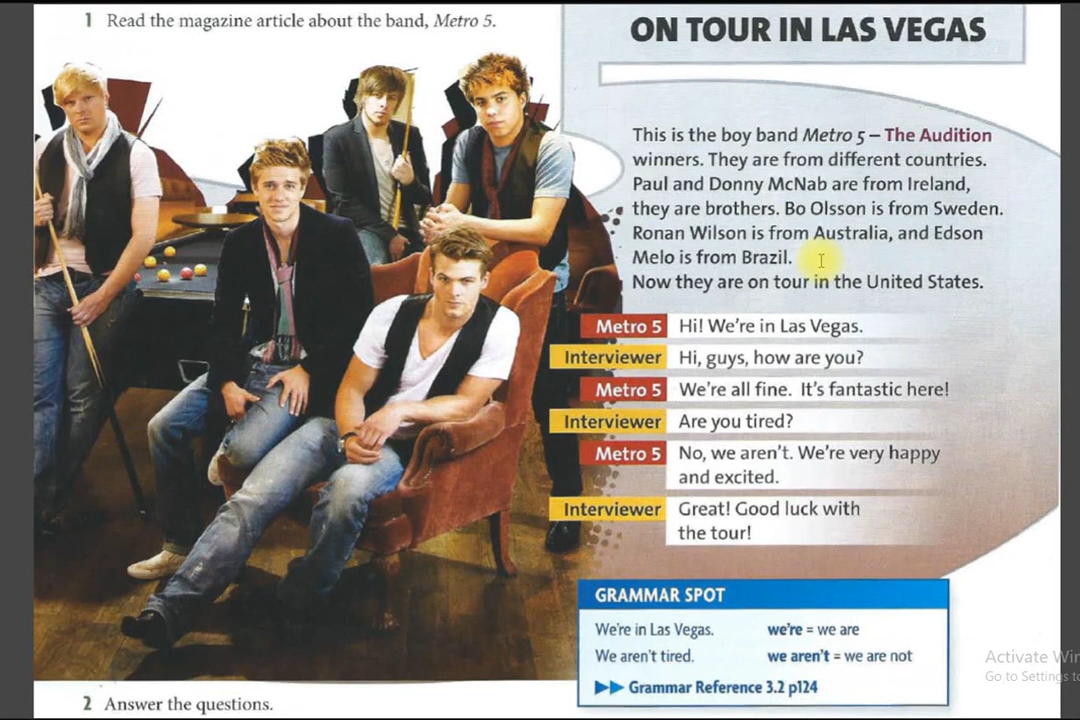 1 Read the magazine article about the band, Metro 5.
ON TOUR IN LAS VEGAS
This is the boy band Metro 5 – The Audition
winners. They are from different countries.
Paul and Donny McNab are from Ireland,
they are brothers. Bo Olsson is from Sweden.
Ronan Wilson is from Australia, and Edson
Melo is from Brazil.
Now they are on tour in the United States.
Metro 5 Hi! We're in Las Vegas.
Interviewer Hi, guys, how are you?
Metro 5 We're all fine. It's fantastic here!
Interviewer Are you tired?
Metro 5 No, we aren't. We're very happy
and excited.
Interviewer Great! Good luck with
the tour!
GRAMMAR SPOT
We're in Las Vegas. we're = we are
We aren't tired. we aren't = we are not
▶▶ Grammar Reference 3.2 p124
2 Answer the questions.
Activate Win
Go to Settings to